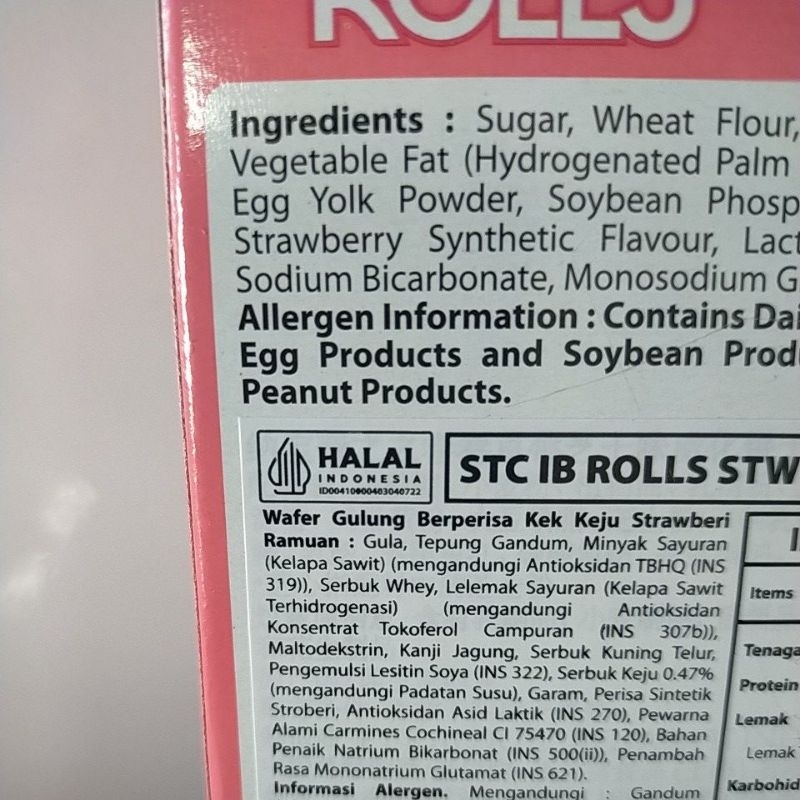 ROLLS
Ingredients : Sugar, Wheat Flour,
Vegetable Fat (Hydrogenated Palm
Egg Yolk Powder, Soybean Phosp
Strawberry Synthetic Flavour, Lact
Sodium Bicarbonate, Monosodium G
Allergen Information : Contains Dai
Egg Products and Soybean Produ
Peanut Products.
HALAL
INDONESIA
ID00410000403040722
STC IB ROLLS STW
Wafer Gulung Berperisa Kek Keju Strawberi
Ramuan : Gula, Tepung Gandum, Minyak Sayuran
(Kelapa Sawit) (mengandungi Antioksidan TBHQ (INS
319)), Serbuk Whey, Lelemak Sayuran (Kelapa Sawit
Terhidrogenasi) (mengandungi Antioksidan
Konsentrat Tokoferol Campuran (INS 307b)),
Maltodekstrin, Kanji Jagung, Serbuk Kuning Telur,
Pengemulsi Lesitin Soya (INS 322), Serbuk Keju 0.47%
(mengandungi Padatan Susu), Garam, Perisa Sintetik
Stroberi, Antioksidan Asid Laktik (INS 270), Pewarna
Alami Carmines Cochineal CI 75470 (INS 120), Bahan
Penaik Natrium Bikarbonat (INS 500(ii)), Penambah
Rasa Mononatrium Glutamat (INS 621).
Informasi Alergen. Mengandungi : Gandum
Items
Tenaga
Protein
Lemak
Lemak
Karbohid